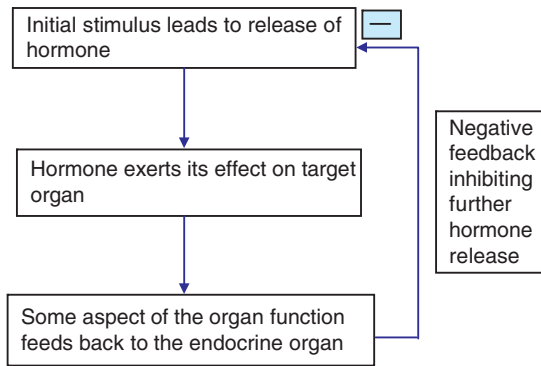 Initial stimulus leads to release of
hormone
—
Hormone exerts its effect on target
organ
Negative
feedback
inhibiting
further
hormone
release
Some aspect of the organ function
feeds back to the endocrine organ